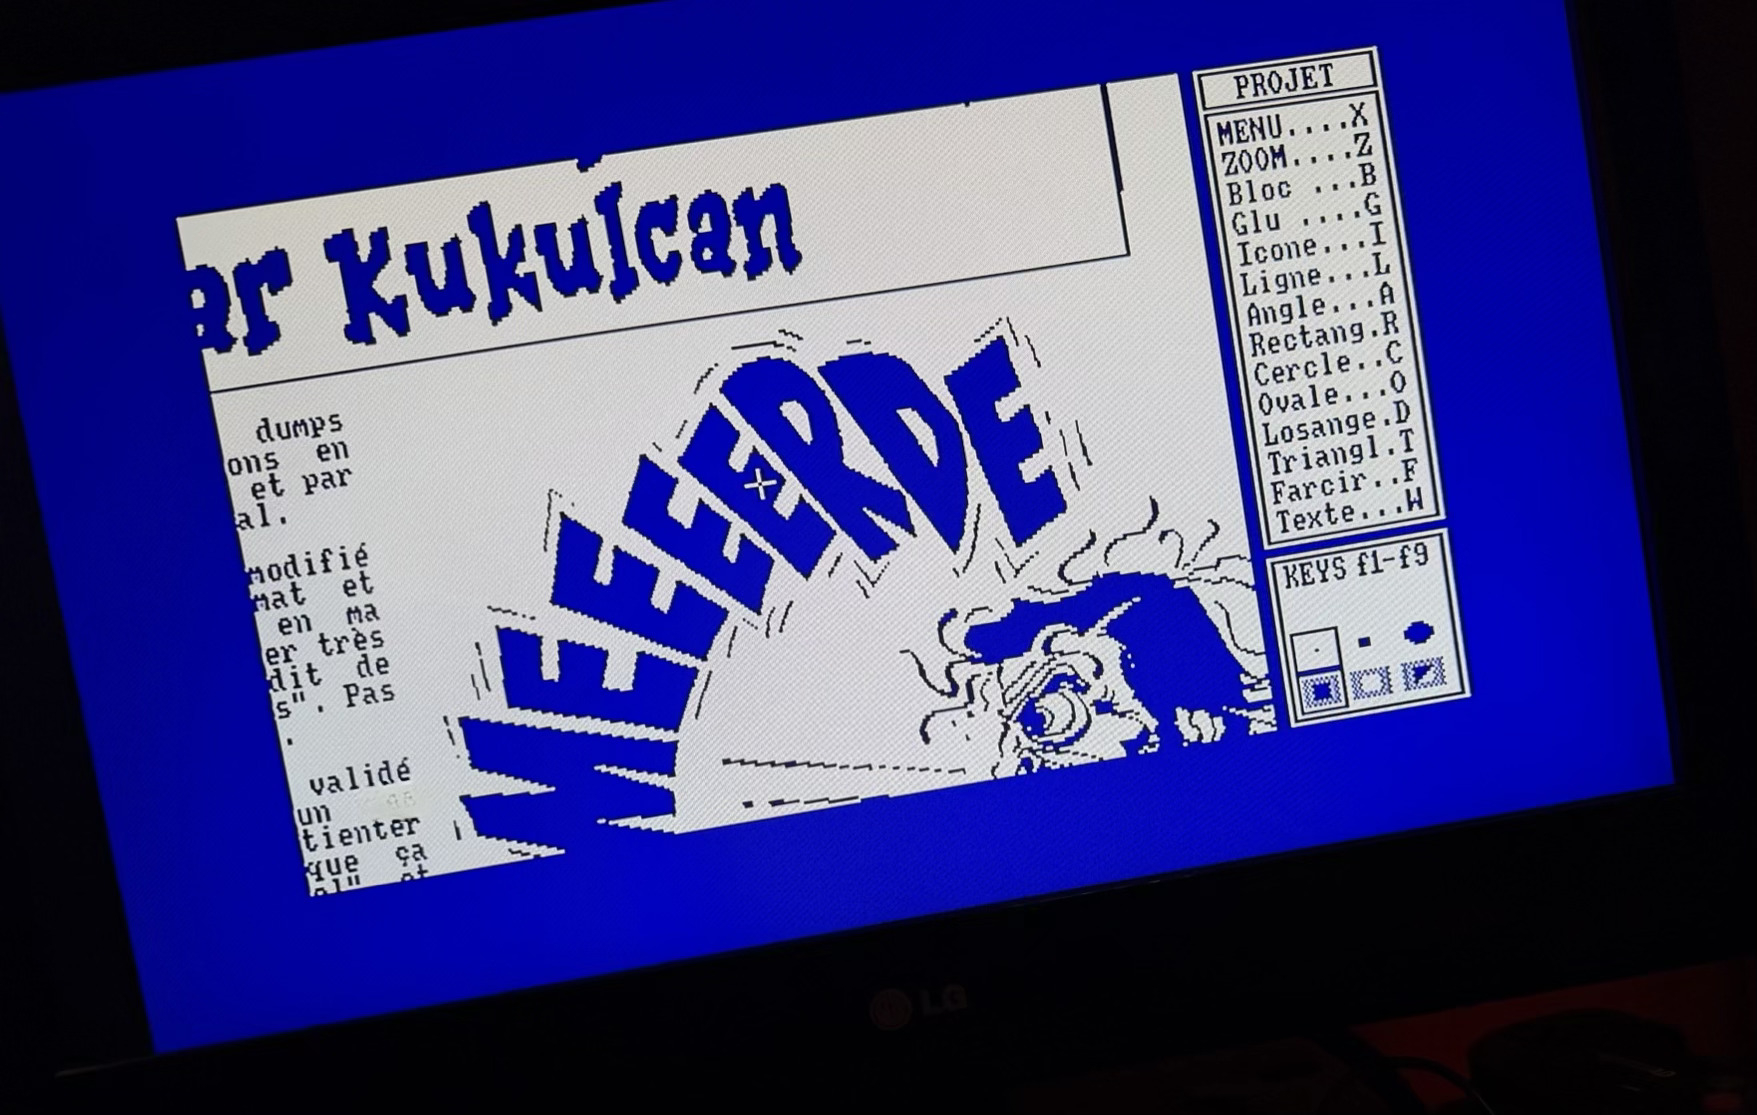 ar Kukulcan
dumps
ons en
et par
al.
modifié
mat et
en ma
er très
dit de
s". Pas
.
validé
un
tienter
que ça
el" et
MEEEERDE
PROJET
MENU....X
ZOOM....Z
Bloc ...B
Glu ....G
Icone...I
Ligne...L
Angle...A
Rectang.R
Cercle..C
Ovale...O
Losange.D
Triangl.T
Farcir..F
Texte...W
KEYS f1-f9
LG